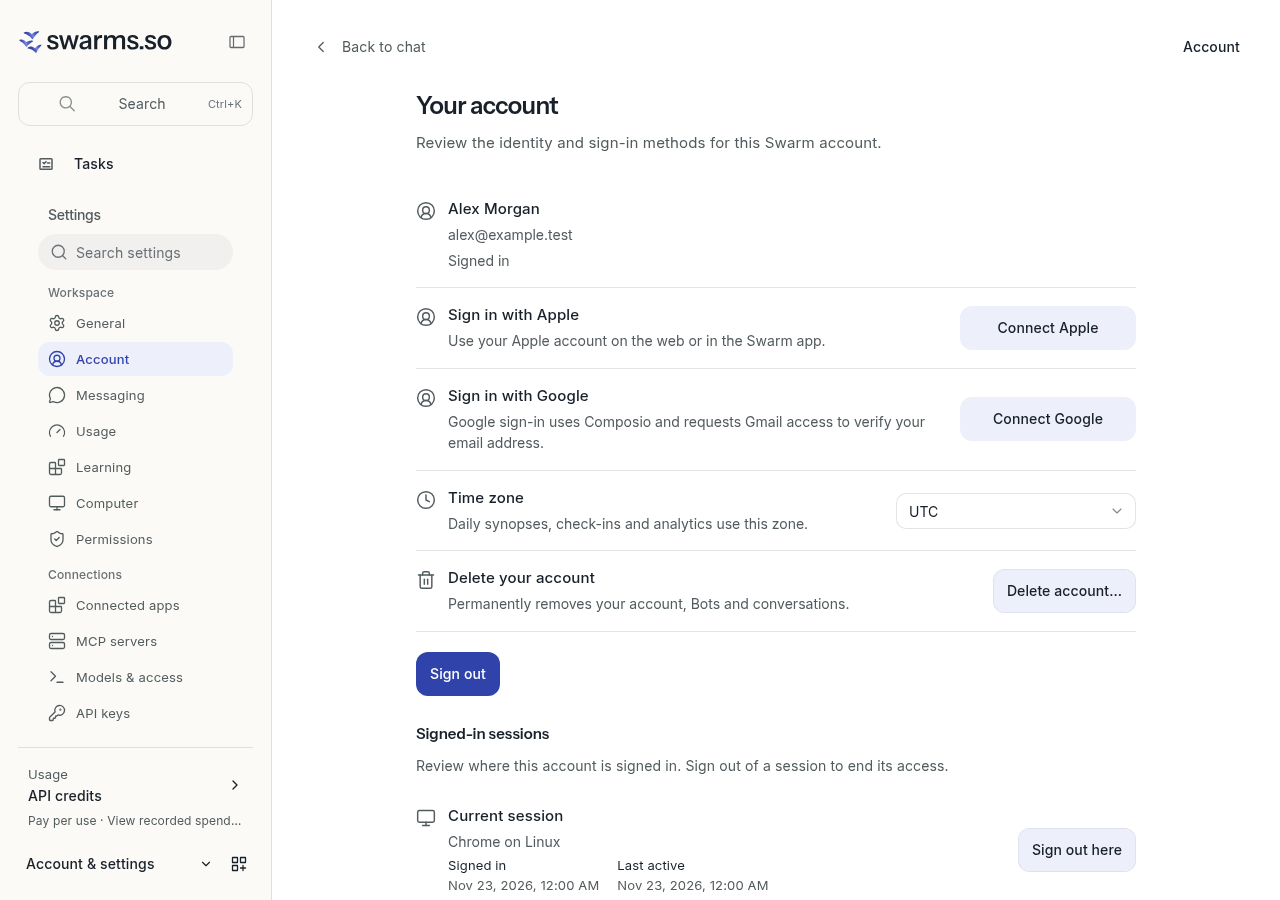 swarms.so
Search
Ctrl+K
Tasks
Settings
Search settings
Workspace
General
Account
Messaging
Usage
Learning
Computer
Permissions
Connections
Connected apps
MCP servers
Models & access
API keys
Usage
API credits
Pay per use · View recorded spend...
Account & settings
Back to chat
Account
Your account
Review the identity and sign-in methods for this Swarm account.
Alex Morgan
alex@example.test
Signed in
Sign in with Apple
Use your Apple account on the web or in the Swarm app.
Connect Apple
Sign in with Google
Google sign-in uses Composio and requests Gmail access to verify your
email address.
Connect Google
Time zone
Daily synopses, check-ins and analytics use this zone.
UTC
Delete your account
Permanently removes your account, Bots and conversations.
Delete account...
Sign out
Signed-in sessions
Review where this account is signed in. Sign out of a session to end its access.
Current session
Chrome on Linux
Signed in
Nov 23, 2026, 12:00 AM
Last active
Nov 23, 2026, 12:00 AM
Sign out here